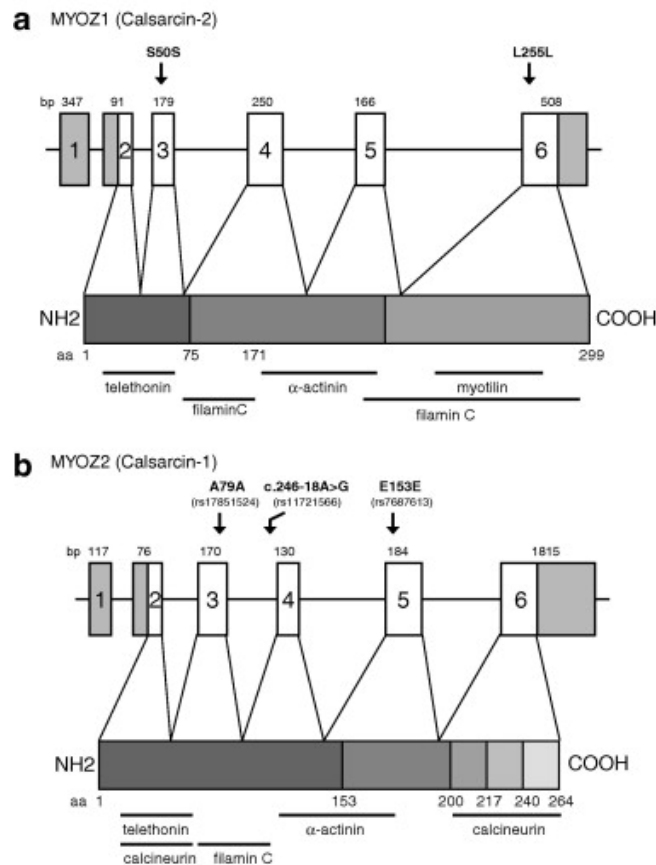 a MYOZ1 (Calsarcin-2)
S50S L255L
bp 347 91 179 250 166 508
1 2 3 4 5 6
NH2 COOH
aa 1 75 171 299
telethonin α-actinin myotilin
filaminC filamin C
b MYOZ2 (Calsarcin-1)
A79A c.246-18A>G E153E
(rs17851524) (rs11721566) (rs7687613)
bp 117 76 170 130 184 1815
1 2 3 4 5 6
NH2 COOH
aa 1 153 200 217 240 264
telethonin α-actinin calcineurin
calcineurin filamin C